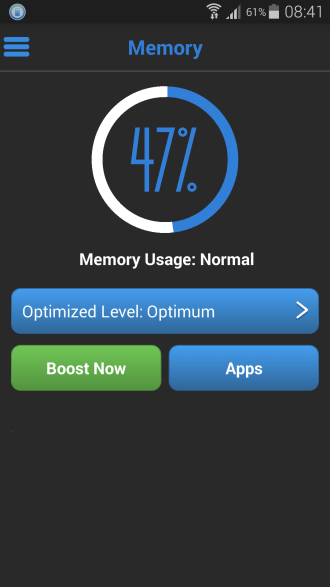 61% 08:41
Memory
47%
Memory Usage: Normal
Optimized Level: Optimum
Boost Now
Apps